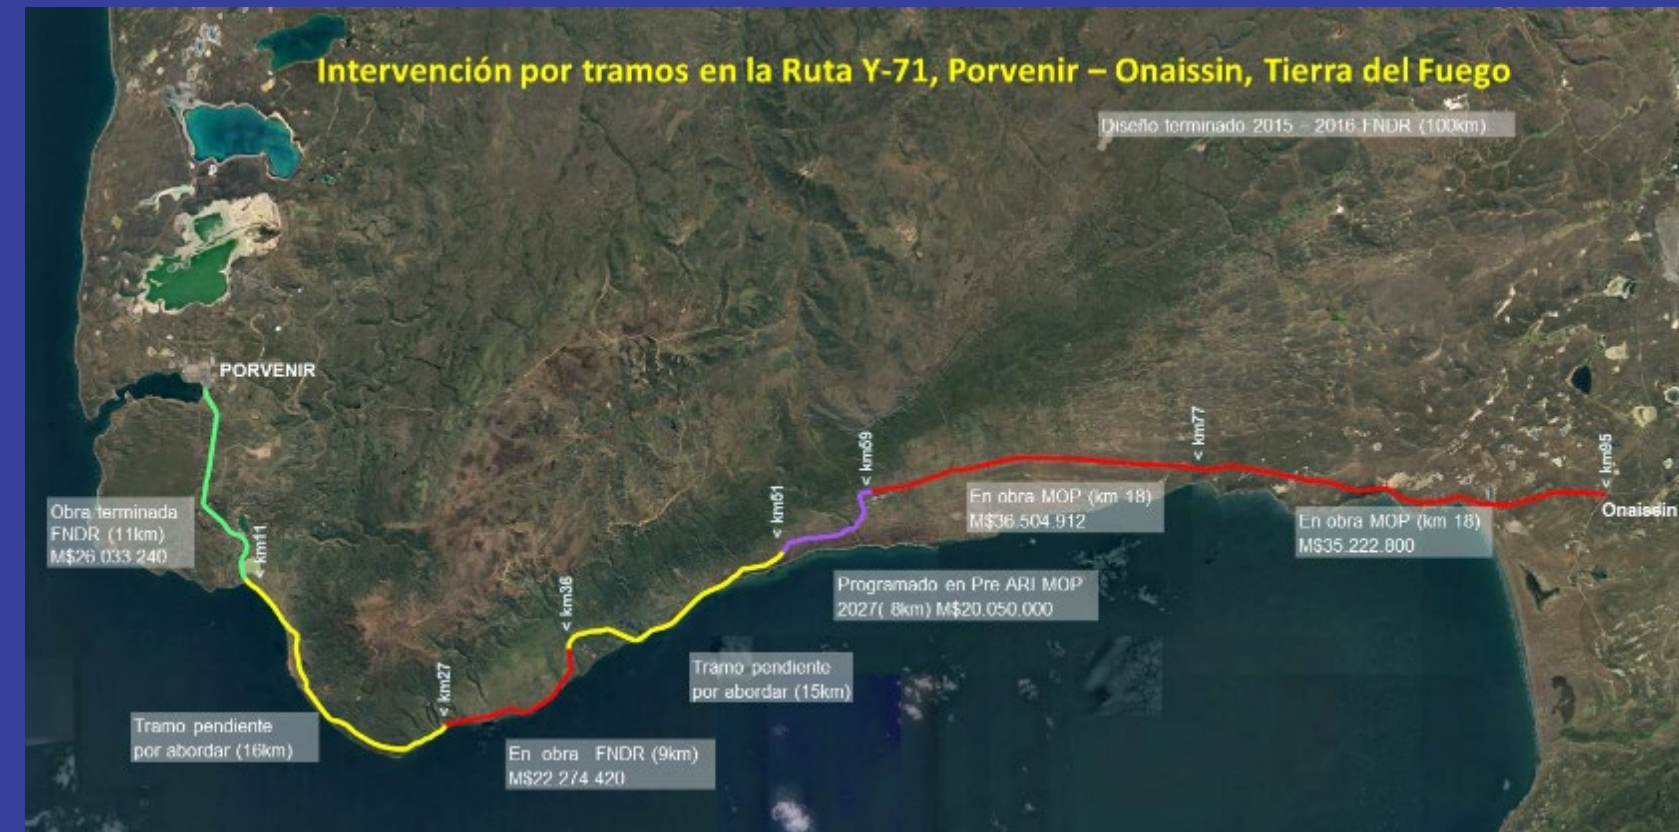 Intervención por tramos en la Ruta Y-71, Porvenir – Onaissin, Tierra del Fuego
Diseño terminado 2015 – 2016 FNDR (100km)
PORVENIR
Obra terminada
FNDR (11km)
M$26.033.240
< km11
Tramo pendiente
por abordar (16km)
< km27
En obra FNDR (9km)
M$22.274.420
< km36
Tramo pendiente
por abordar (15km)
< km51
Programado en Pre ARI MOP
2027( 8km) M$20.050.000
< km59
En obra MOP (km 18)
M$36.504.912
< km77
En obra MOP (km 18)
M$35.222.800
< km95
Onaissin